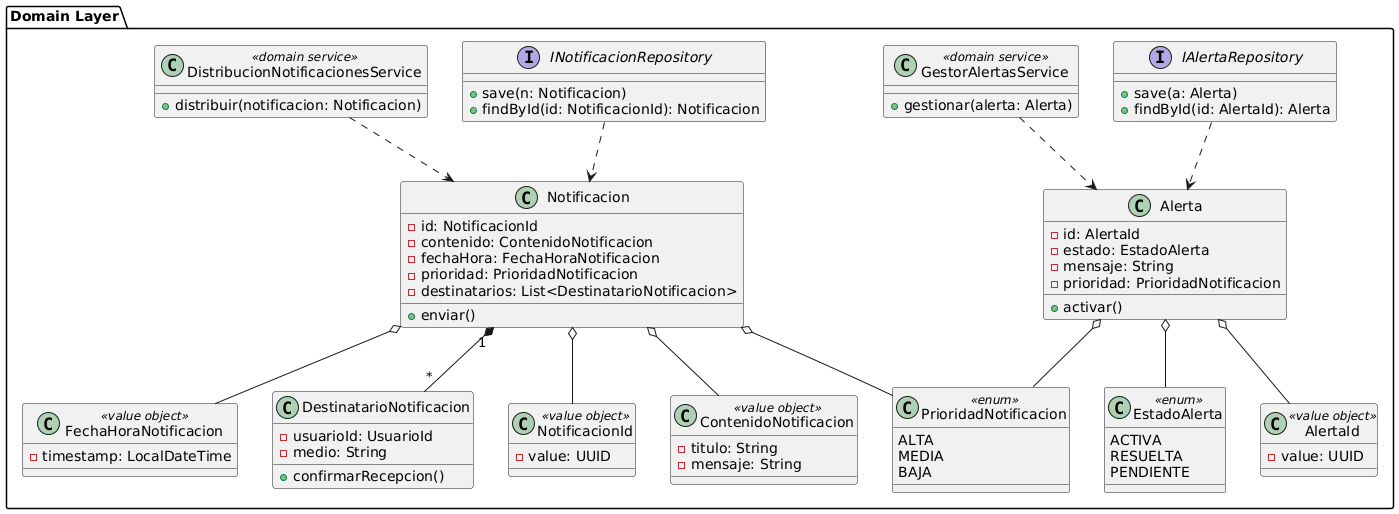 Domain Layer
C
«domain service»
DistribucionNotificacionesService
distribuir(notificacion: Notificacion)
I
INotificacionRepository
save(n: Notificacion)
findById(id: NotificacionId): Notificacion
C
«domain service»
GestorAlertasService
gestionar(alerta: Alerta)
I
IAlertaRepository
save(a: Alerta)
findById(id: AlertaId): Alerta
C
Notificacion
id: NotificacionId
contenido: ContenidoNotificacion
fechaHora: FechaHoraNotificacion
prioridad: PrioridadNotificacion
destinatarios: List<DestinatarioNotificacion>
enviar()
C
Alerta
id: AlertaId
estado: EstadoAlerta
mensaje: String
prioridad: PrioridadNotificacion
activar()
1
*
C
«value object»
FechaHoraNotificacion
timestamp: LocalDateTime
C
DestinatarioNotificacion
usuarioId: UsuarioId
medio: String
confirmarRecepcion()
C
«value object»
NotificacionId
value: UUID
C
«value object»
ContenidoNotificacion
titulo: String
mensaje: String
C
«enum»
PrioridadNotificacion
ALTA
MEDIA
BAJA
C
«enum»
EstadoAlerta
ACTIVA
RESUELTA
PENDIENTE
C
«value object»
AlertaId
value: UUID